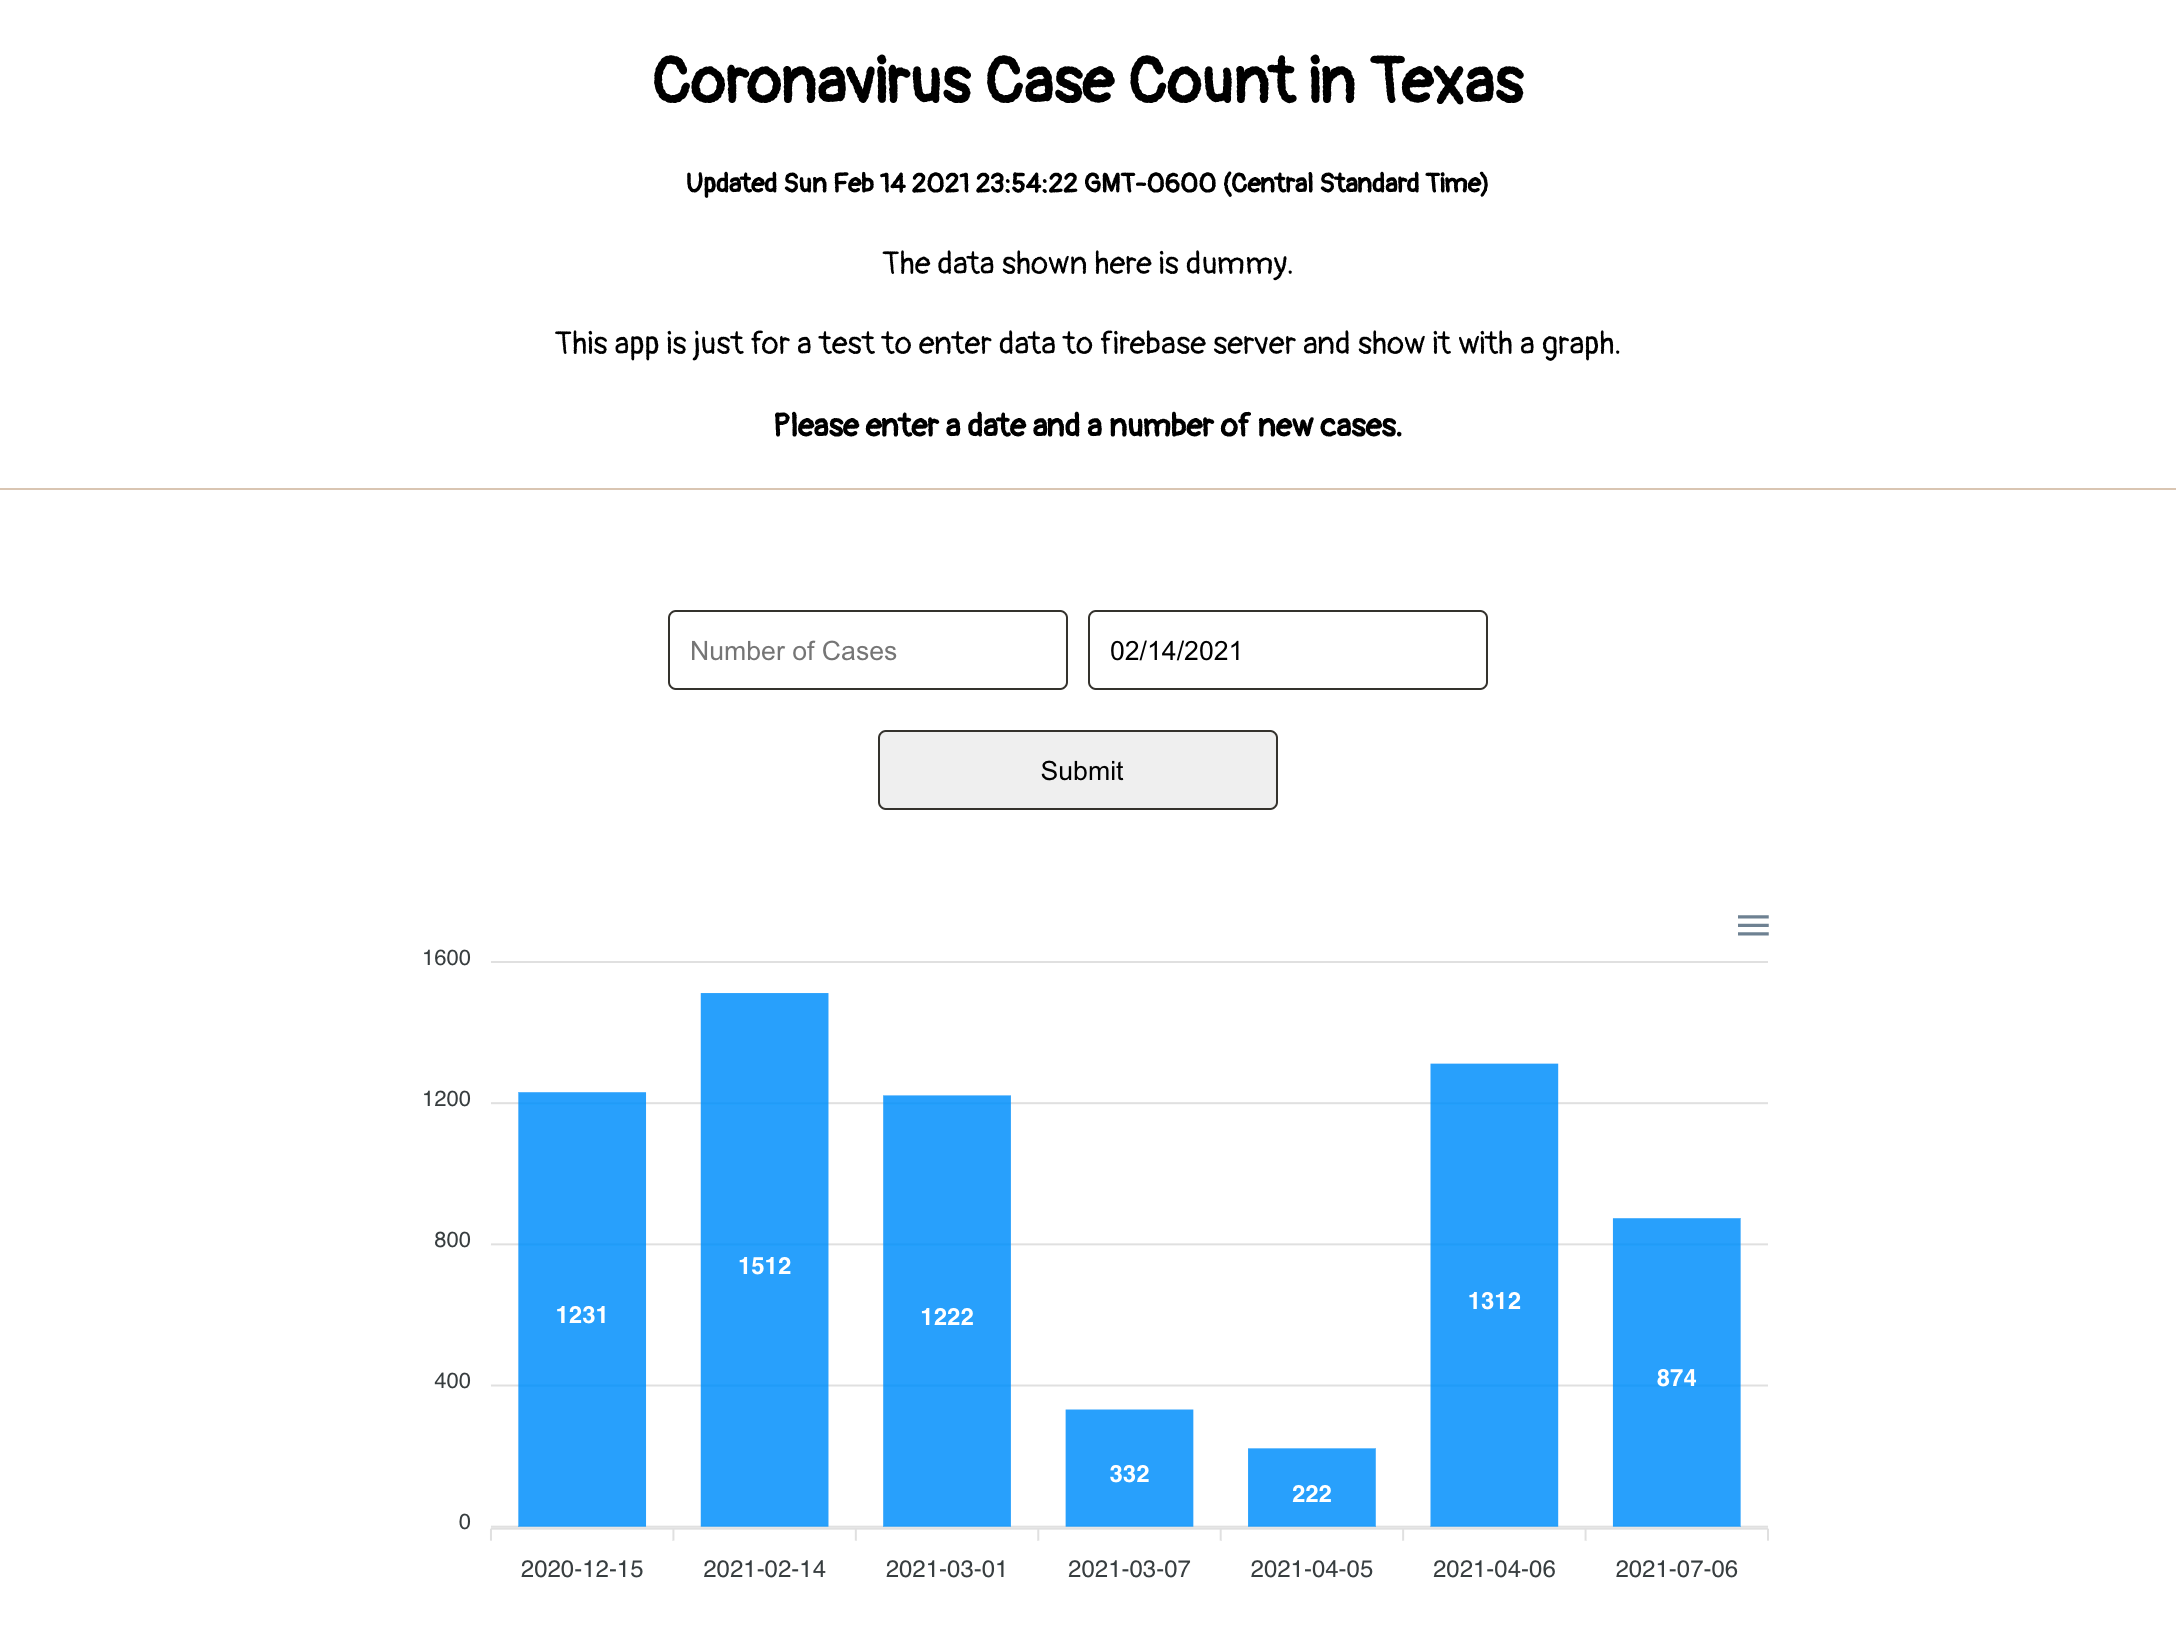 Coronavirus Case Count in Texas
Updated Sun Feb 14 2021 23:54:22 GMT-0600 (Central Standard Time)
The data shown here is dummy.
This app is just for a test to enter data to firebase server and show it with a graph.
Please enter a date and a number of new cases.
Number of Cases 02/14/2021
Submit
1600
1200
800
400
0
1231 1512 1222 332 222 1312 874
2020-12-15 2021-02-14 2021-03-01 2021-03-07 2021-04-05 2021-04-06 2021-07-06